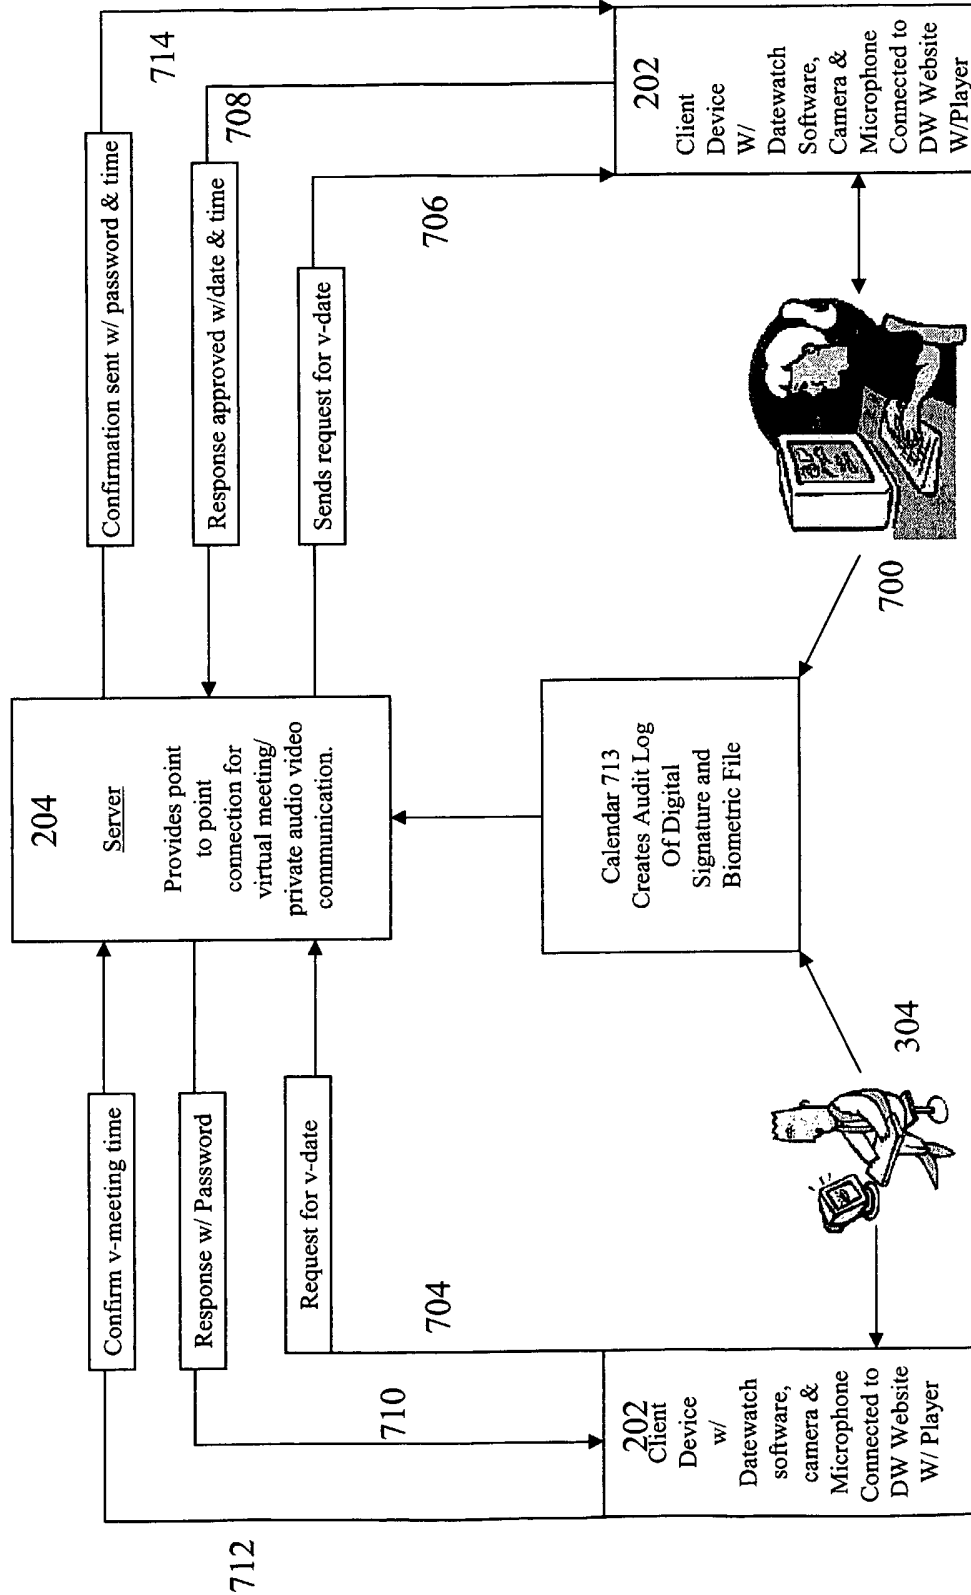 712
Confirm v-meeting time
710
Response w/ Password
704
Request for v-date
204
Server
Provides point
to point
connection for
virtual meeting/
private audio video
communication.
Confirmation sent w/ password & time
714
Response approved w/date & time
708
Sends request for v-date
706
202
Client
Device
w/
Datewatch
software,
camera &
Microphone
Connected to
DW Website
W/ Player
304
Calendar 713
Creates Audit Log
Of Digital
Signature and
Biometric File
700
202
Client
Device
W/
Datewatch
Software,
Camera &
Microphone
Connected to
DW Website
W/Player